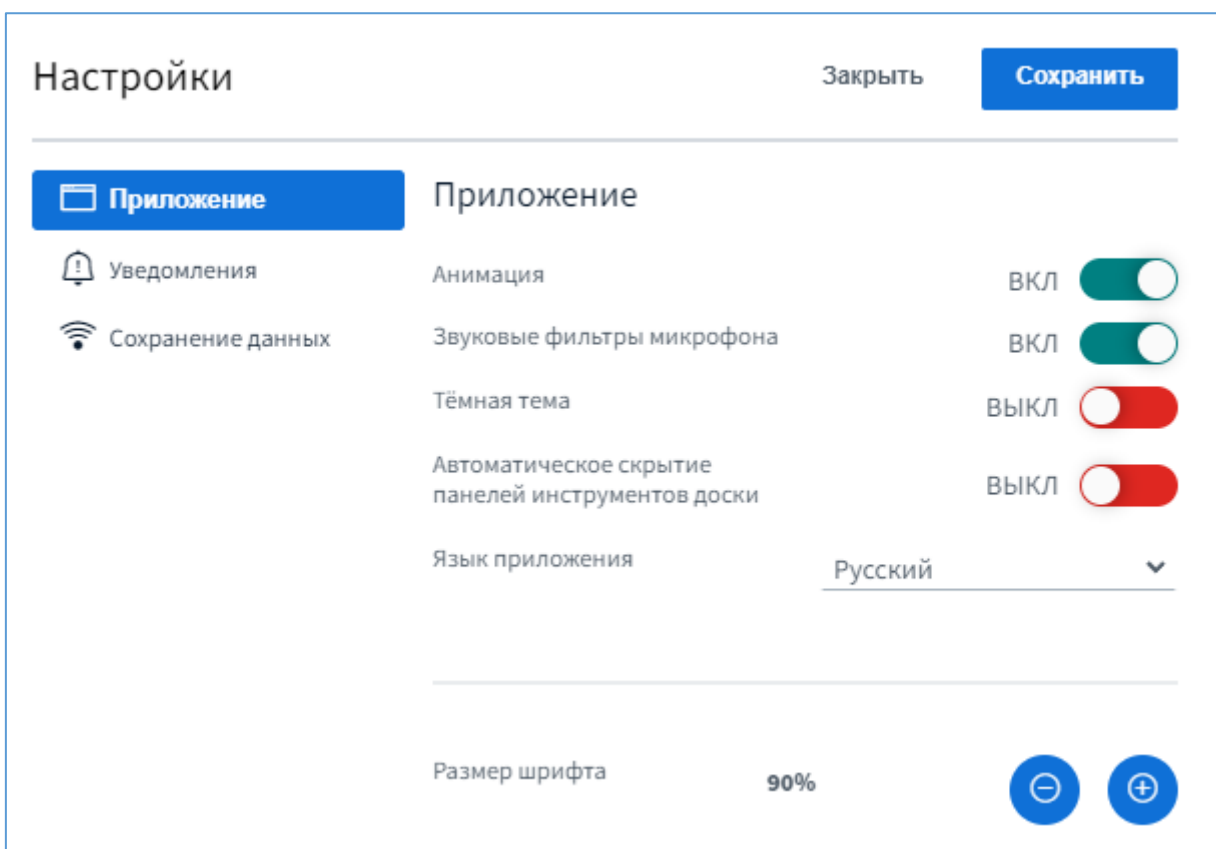 Настройки
Закрыть
Сохранить
Приложение
Уведомления
Сохранение данных
Приложение
Анимация
ВКЛ
Звуковые фильтры микрофона
ВКЛ
Тёмная тема
ВЫКЛ
Автоматическое скрытие
панелей инструментов доски
ВЫКЛ
Язык приложения
Русский
Размер шрифта
90%